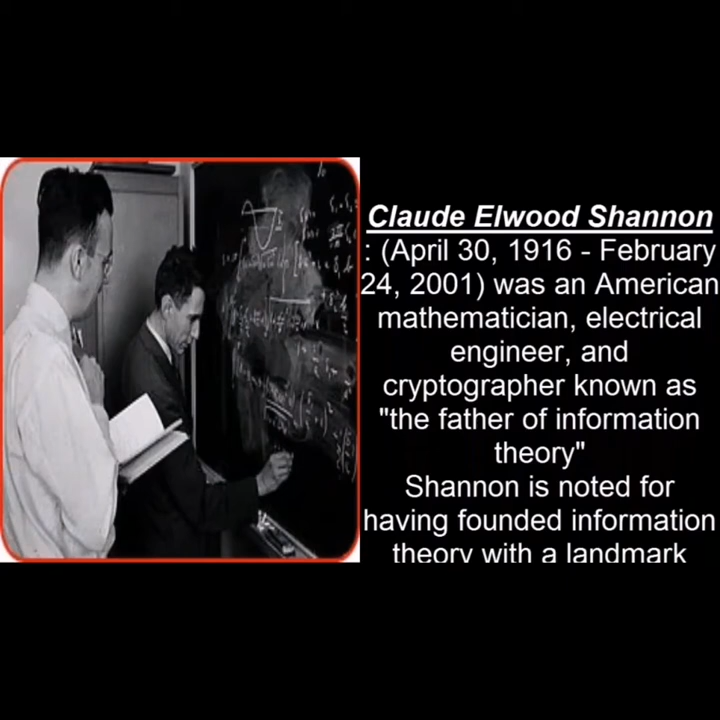 Claude Elwood Shannon
: (April 30, 1916 - February
24, 2001) was an American
mathematician, electrical
engineer, and
cryptographer known as
"the father of information
theory"
Shannon is noted for
having founded information
theory with a landmark